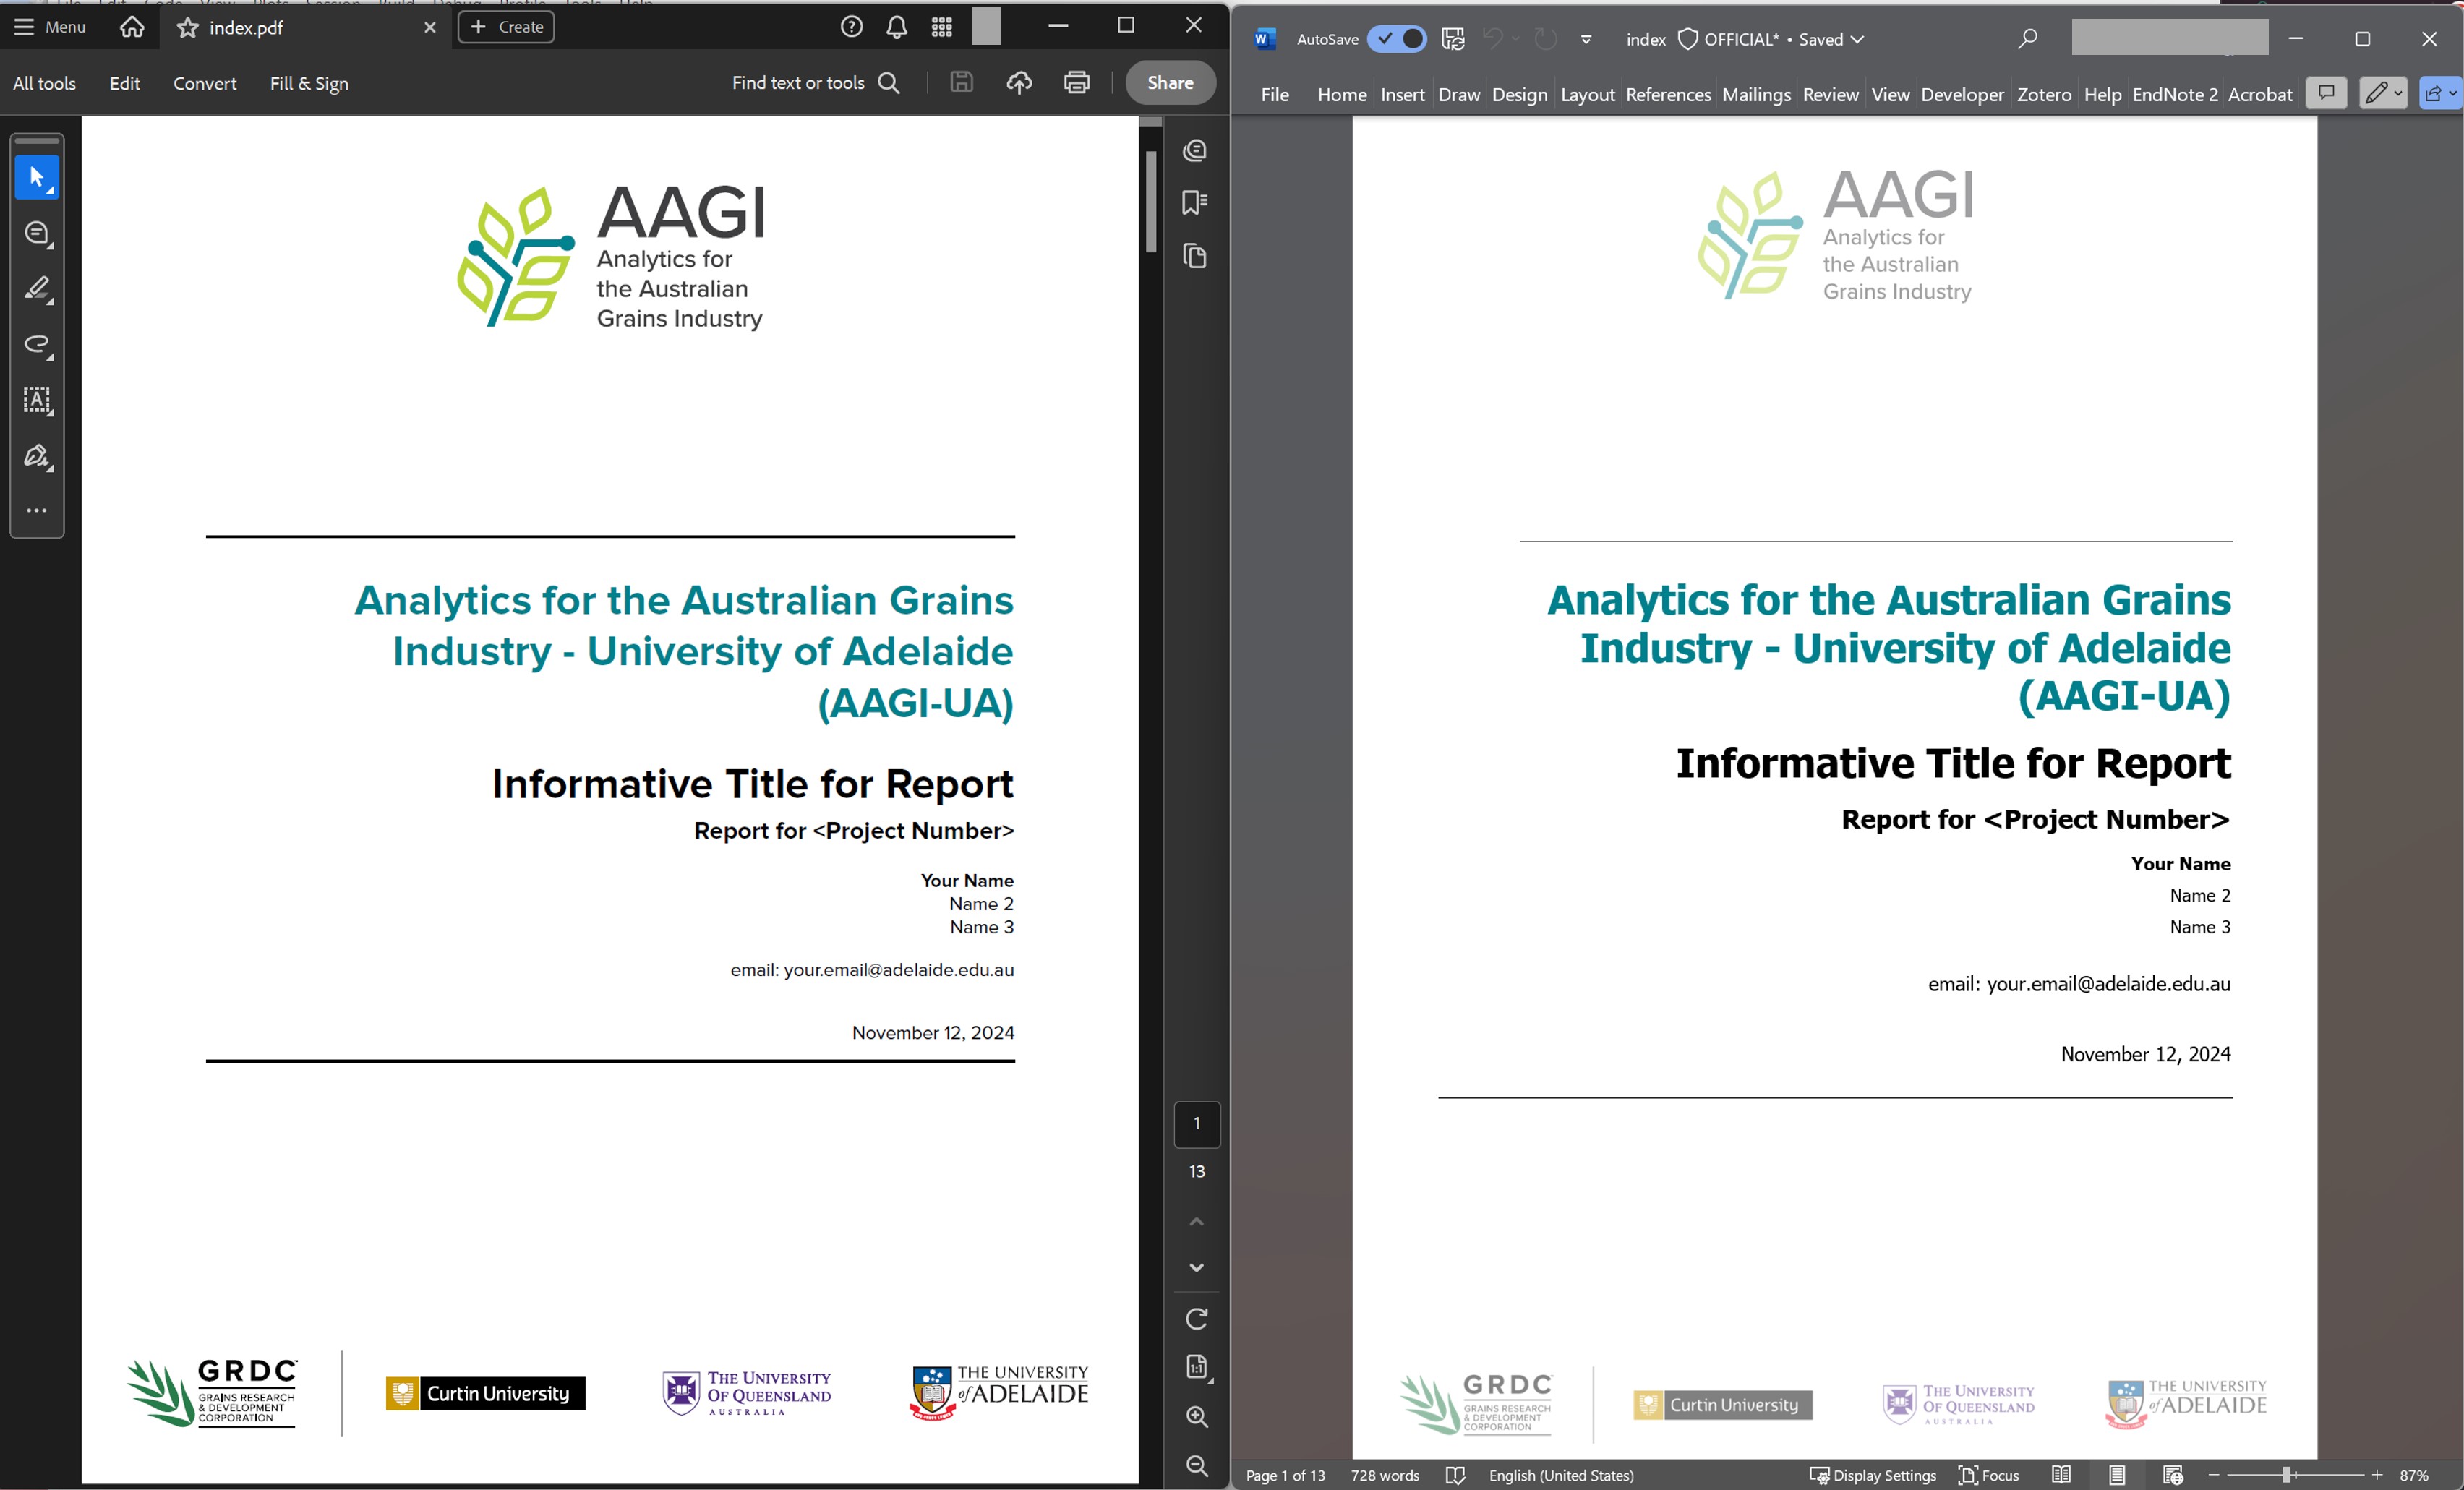 Menu
index.pdf
Create
All tools
Edit
Convert
Fill & Sign
Find text or tools
Share
AAGI
Analytics for
the Australian
Grains Industry
Analytics for the Australian Grains
Industry - University of Adelaide
(AAGI-UA)
Informative Title for Report
Report for <Project Number>
Your Name
Name 2
Name 3
email: your.email@adelaide.edu.au
November 12, 2024
GRDC
GRAINS RESEARCH
& DEVELOPMENT
CORPORATION
Curtin University
THE UNIVERSITY
OF QUEENSLAND
AUSTRALIA
THE UNIVERSITY
of ADELAIDE
1
13
1:1
AutoSave
index
OFFICIAL* • Saved
File
Home
Insert
Draw
Design
Layout
References
Mailings
Review
View
Developer
Zotero
Help
EndNote 2
Acrobat
AAGI
Analytics for
the Australian
Grains Industry
Analytics for the Australian Grains
Industry - University of Adelaide
(AAGI-UA)
Informative Title for Report
Report for <Project Number>
Your Name
Name 2
Name 3
email: your.email@adelaide.edu.au
November 12, 2024
GRDC
GRAINS RESEARCH
& DEVELOPMENT
CORPORATION
Curtin University
THE UNIVERSITY
OF QUEENSLAND
AUSTRALIA
THE UNIVERSITY
of ADELAIDE
Page 1 of 13
728 words
English (United States)
Display Settings
Focus
87%